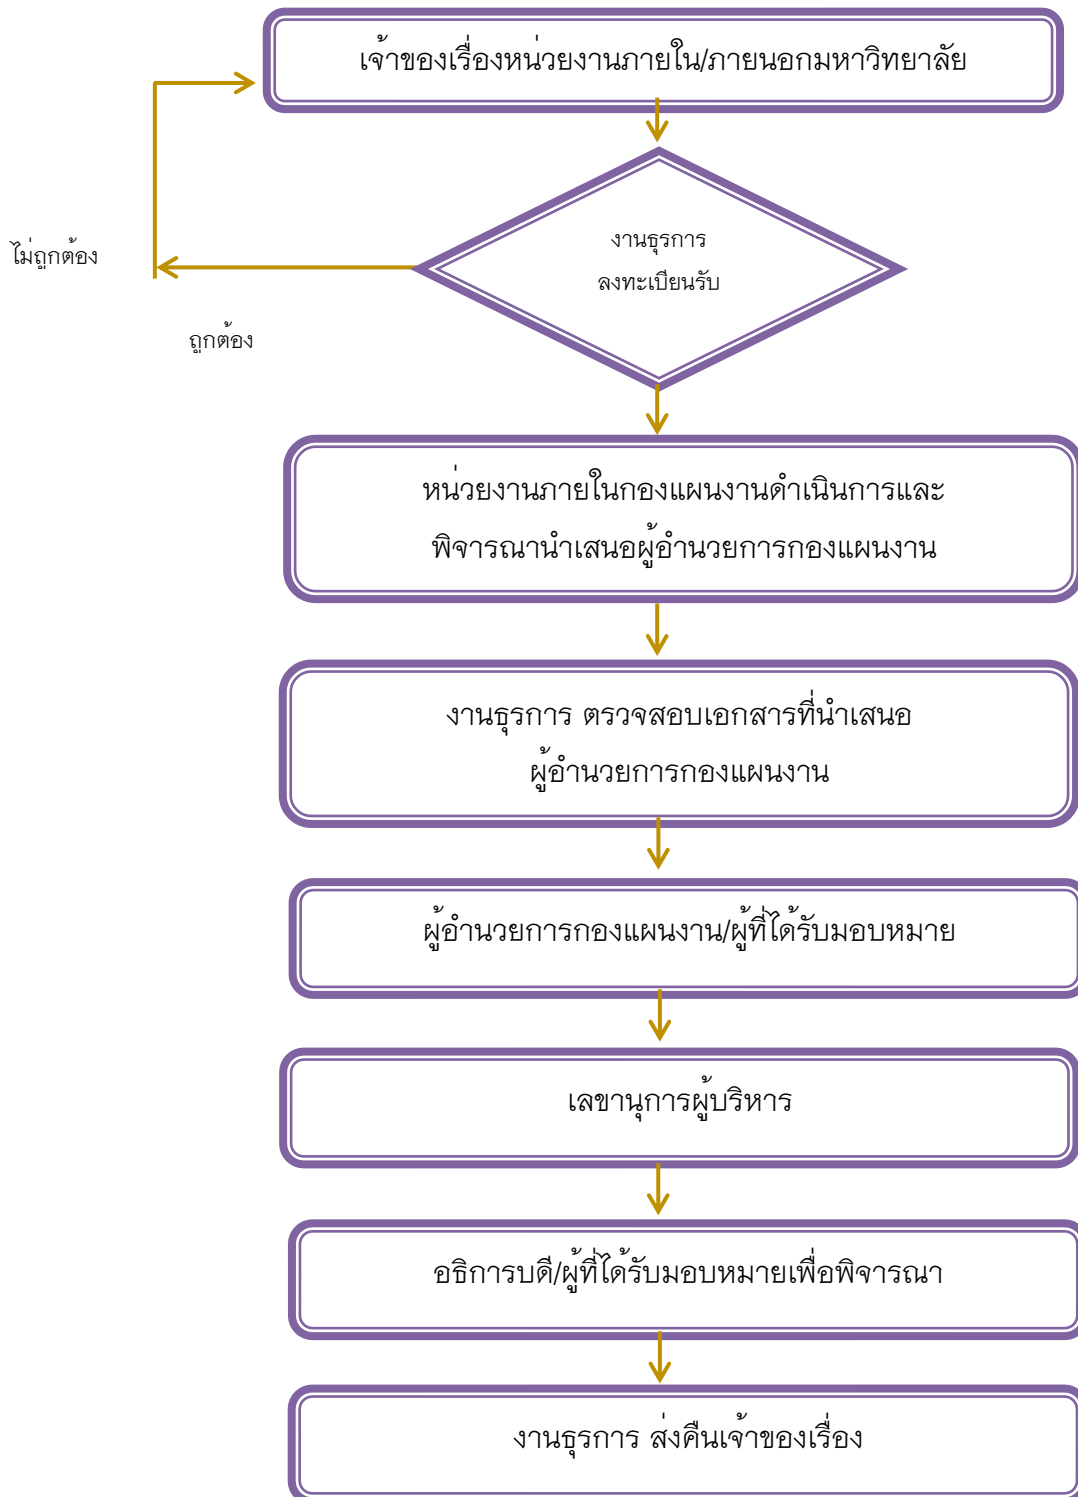 เจ้าของเรื่องหน่วยงานภายใน/ภายนอกมหาวิทยาลัย
งานธุรการ
ลงทะเบียนรับ
ไม่ถูกต้อง
ถูกต้อง
หน่วยงานภายในกองแผนงานดำเนินการและ
พิจารณานำเสนอผู้อำนวยการกองแผนงาน
งานธุรการ ตรวจสอบเอกสารที่นำเสนอ
ผู้อำนวยการกองแผนงาน
ผู้อำนวยการกองแผนงาน/ผู้ที่ได้รับมอบหมาย
เลขานุการผู้บริหาร
อธิการบดี/ผู้ที่ได้รับมอบหมายเพื่อพิจารณา
งานธุรการ ส่งคืนเจ้าของเรื่อง